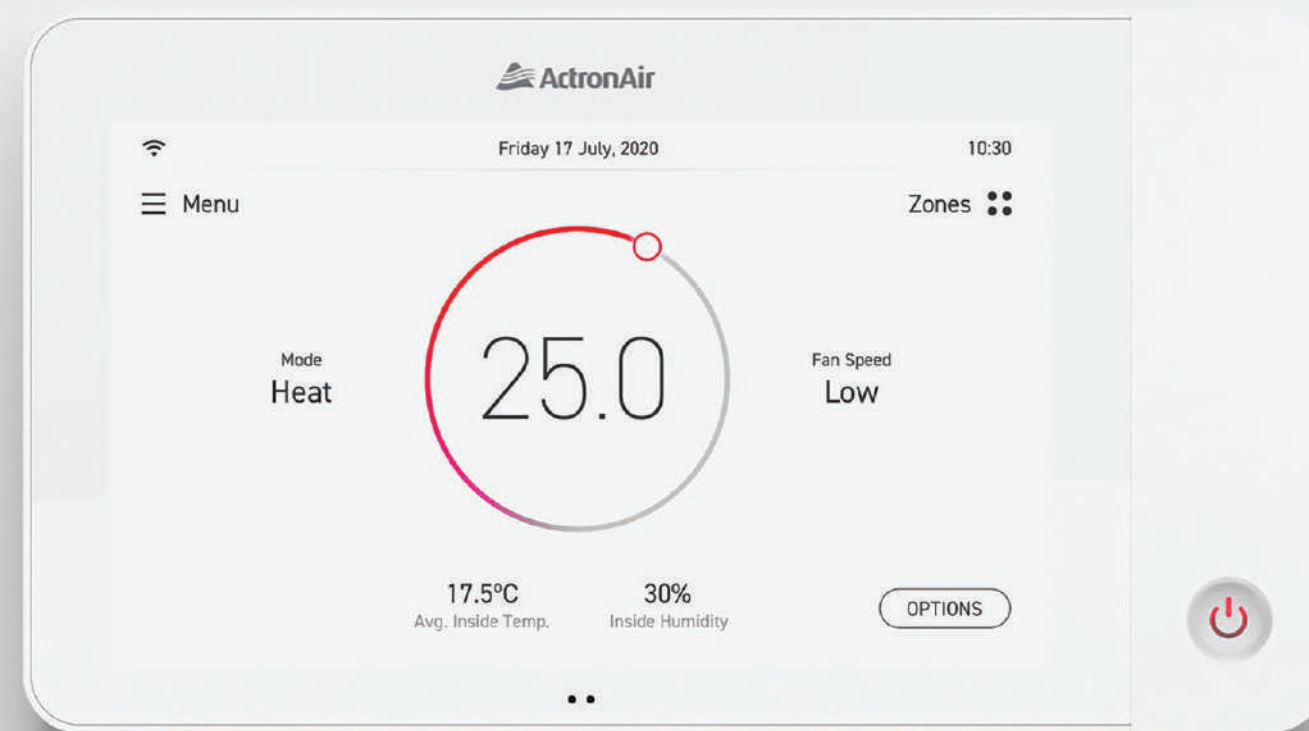 ActronAir
Friday 17 July, 2020 10:30
Menu Zones
Mode
Heat
25.0
Fan Speed
Low
17.5ºC
Avg. Inside Temp.
30%
Inside Humidity
OPTIONS